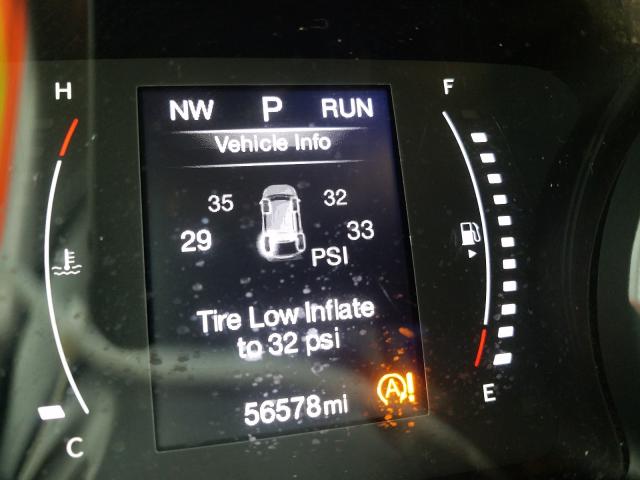 H
F
NW P RUN
Vehicle Info
35 32
29 33
PSI
Tire Low Inflate
to 32 psi
A!
56578mi
E
C